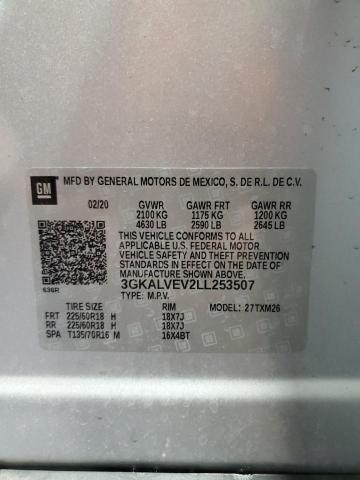 GM MFD BY GENERAL MOTORS DE MEXICO, S. DE R.L. DE C.V.
02/20 GVWR GAWR FRT GAWR RR
2100 KG 1175 KG 1200 KG
4630 LB 2590 LB 2645 LB
THIS VEHICLE CONFORMS TO ALL
APPLICABLE U.S. FEDERAL MOTOR
VEHICLE SAFETY AND THEFT
PREVENTION STANDARDS IN EFFECT
ON THE DATE OF MANUFACTURE
SHOWN ABOVE.
3GKALVEV2LL253507
TYPE: M.P.V. MODEL: 27TXM26
TIRE SIZE RIM
FRT 225/60R18 H 18X7J
RR 225/60R18 H 18X7J
SPA T135/70R16 M 16X4BT